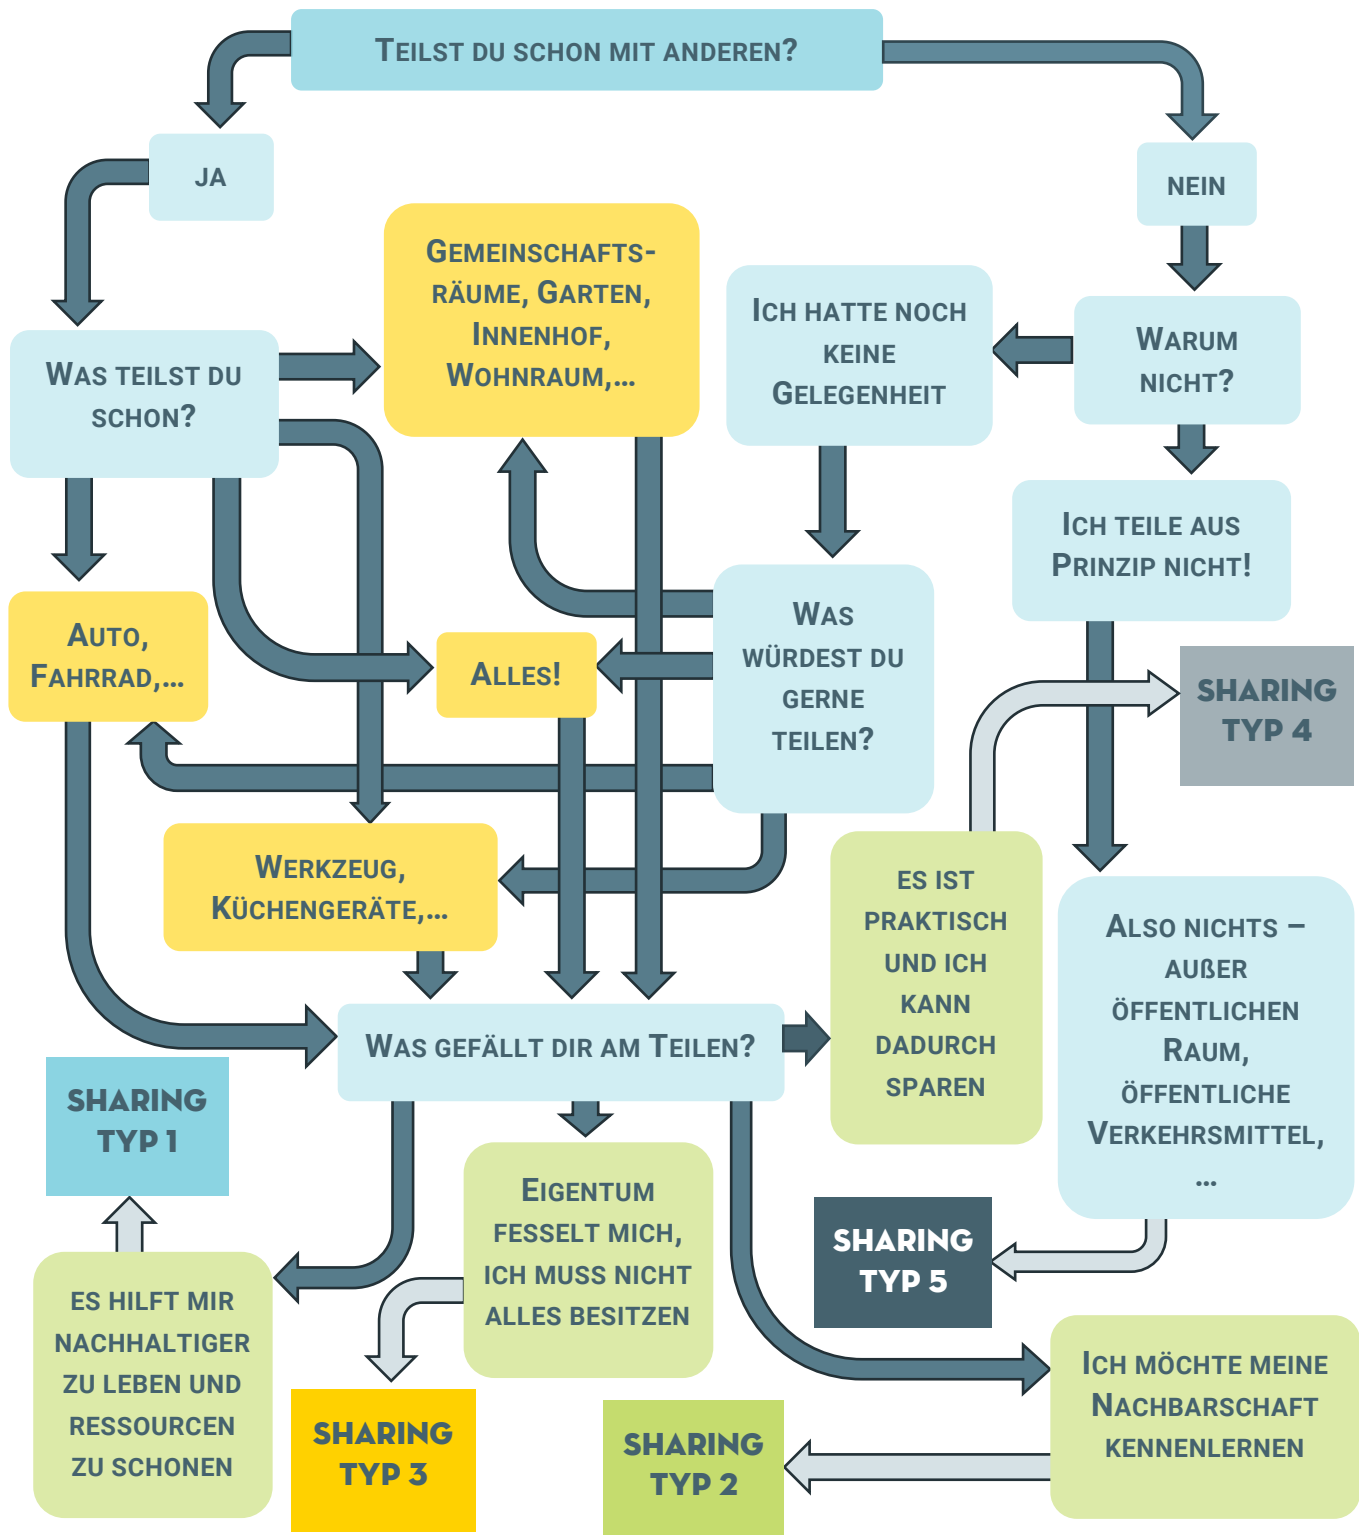 Teilst du schon mit anderen?
ja
nein
Gemeinschafts-
räume, Garten,
Innenhof,
Wohnraum,...
Ich hatte noch
keine
Gelegenheit
Warum
nicht?
Was teilst du
schon?
Ich teile aus
Prinzip nicht!
Auto,
Fahrrad,...
Alles!
Was
würdest du
gerne
teilen?
SHARING
TYP 4
Werkzeug,
Küchengeräte,...
es ist
praktisch
und ich
kann
dadurch
sparen
Also nichts –
außer
öffentlichen
Raum,
öffentliche
Verkehrsmittel,
...
Was gefällt dir am Teilen?
SHARING
TYP 1
Eigentum
fesselt mich,
ich muss nicht
alles besitzen
SHARING
TYP 5
es hilft mir
nachhaltiger
zu leben und
ressourcen
zu schonen
Ich möchte meine
Nachbarschaft
kennenlernen
SHARING
TYP 3
SHARING
TYP 2